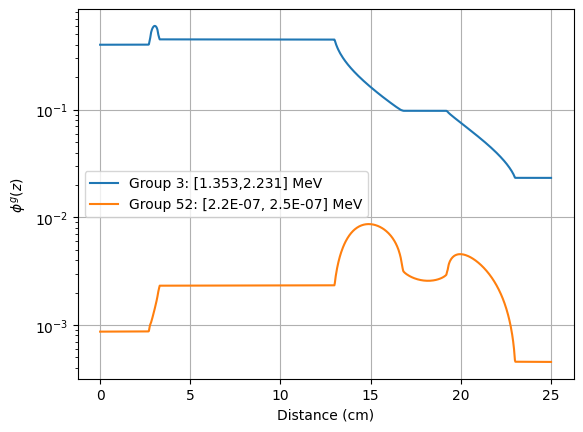 10⁻¹
10⁻²
10⁻³
ϕᵍ(z)
Group 3: [1.353,2.231] MeV
Group 52: [2.2E-07, 2.5E-07] MeV
0 5 10 15 20 25
Distance (cm)